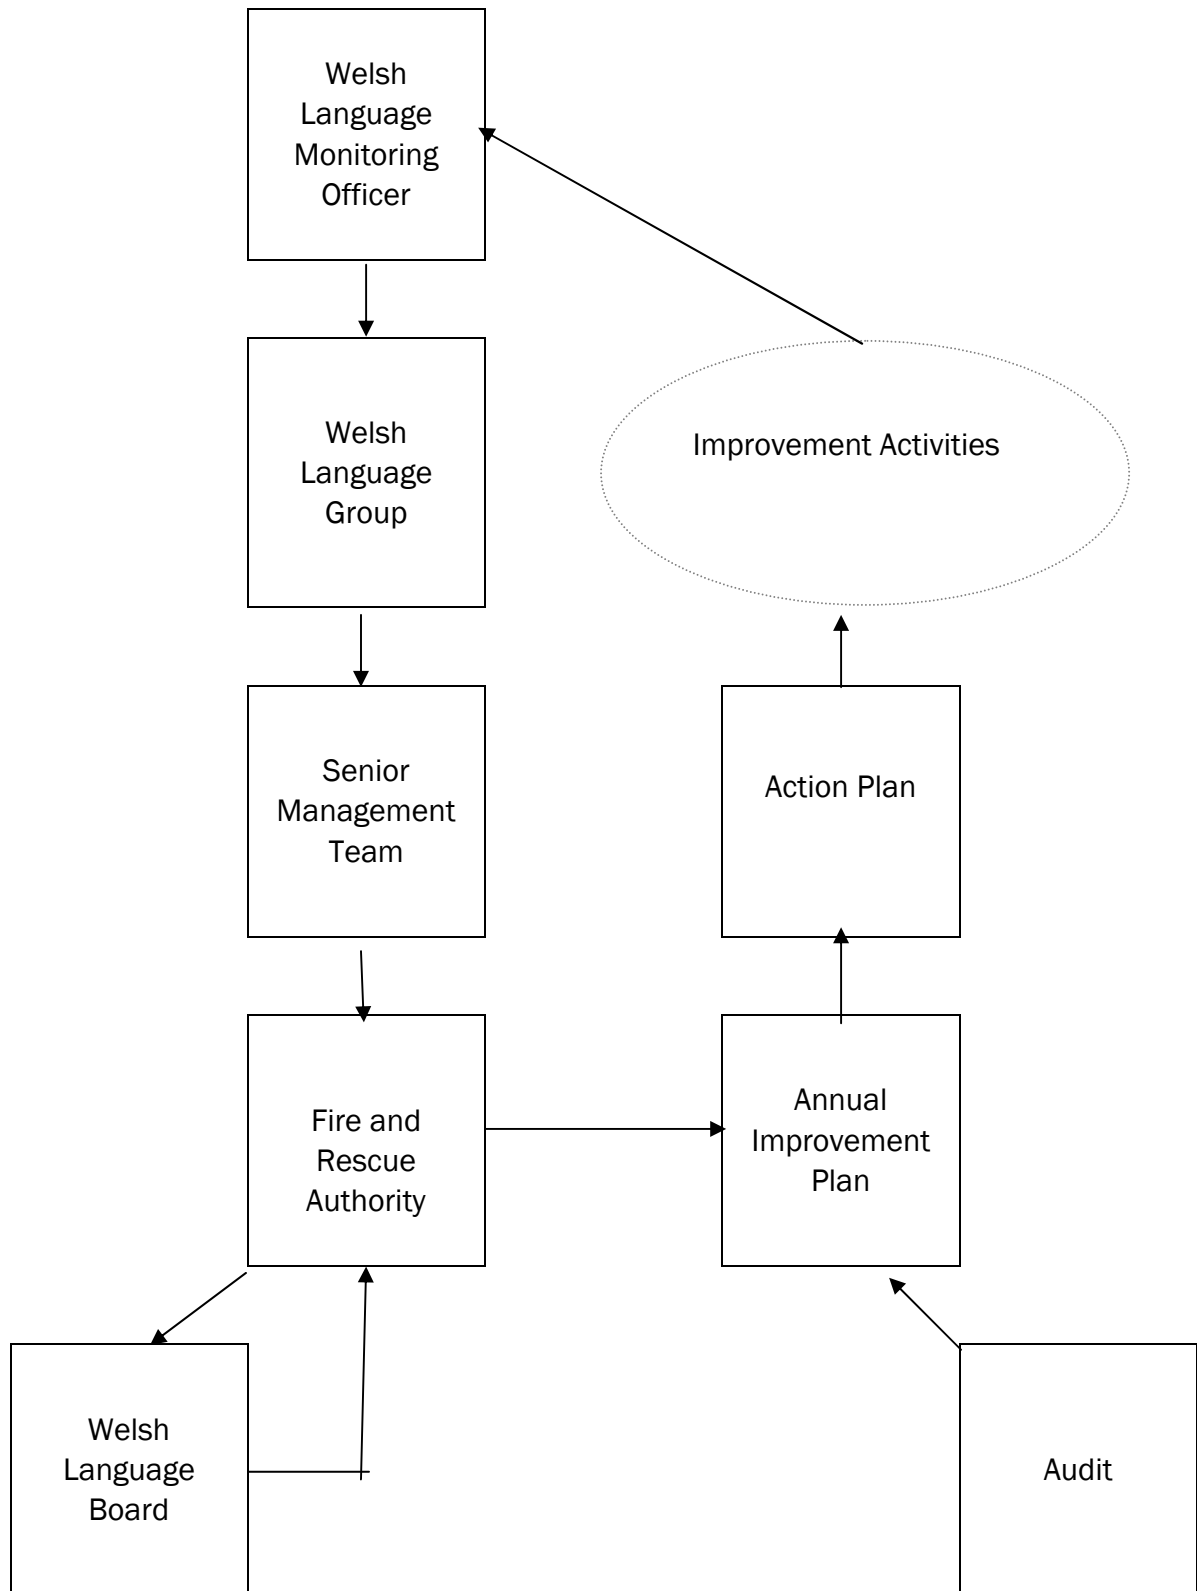 Welsh
Language
Monitoring
Officer
Welsh
Language
Group
Improvement Activities
Senior
Management
Team
Action Plan
Fire and
Rescue
Authority
Annual
Improvement
Plan
Welsh
Language
Board
Audit